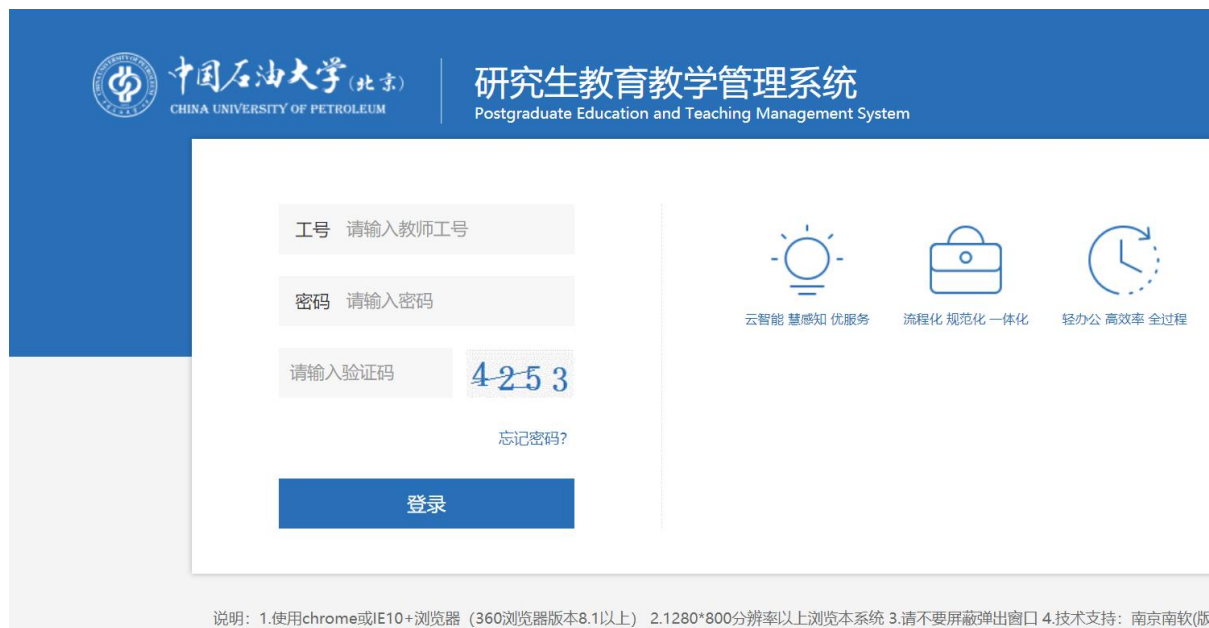 中国石油大学(北京)
CHINA UNIVERSITY OF PETROLEUM
研究生教育教学管理系统
Postgraduate Education and Teaching Management System
工号 请输入教师工号
密码 请输入密码
请输入验证码 4253
忘记密码?
登录
云智能 慧感知 优服务
流程化 规范化 一体化
轻办公 高效率 全过程
说明：1.使用chrome或IE10+浏览器（360浏览器版本8.1以上） 2.1280*800分辨率以上浏览本系统 3.请不要屏蔽弹出窗口 4.技术支持：南京南软(版